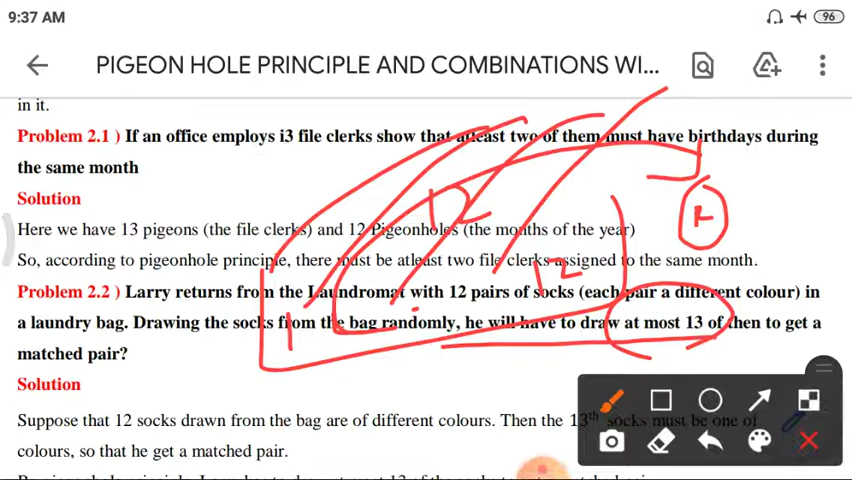 9:37 AM
96
PIGEON HOLE PRINCIPLE AND COMBINATIONS WI...
in it.
Problem 2.1 ) If an office employs i3 file clerks show that atleast two of them must have birthdays during
the same month
Solution
Here we have 13 pigeons (the file clerks) and 12 Pigeonholes (the months of the year)
So, according to pigeonhole principle, there must be atleast two file clerks assigned to the same month.
Problem 2.2 ) Larry returns from the Laundromat with 12 pairs of socks (each pair a different colour) in
a laundry bag. Drawing the socks from the bag randomly, he will have to draw at most 13 of then to get a
matched pair?
Solution
Suppose that 12 socks drawn from the bag are of different colours. Then the 13th socks must be one of
colours, so that he get a matched pair.
12
12
1